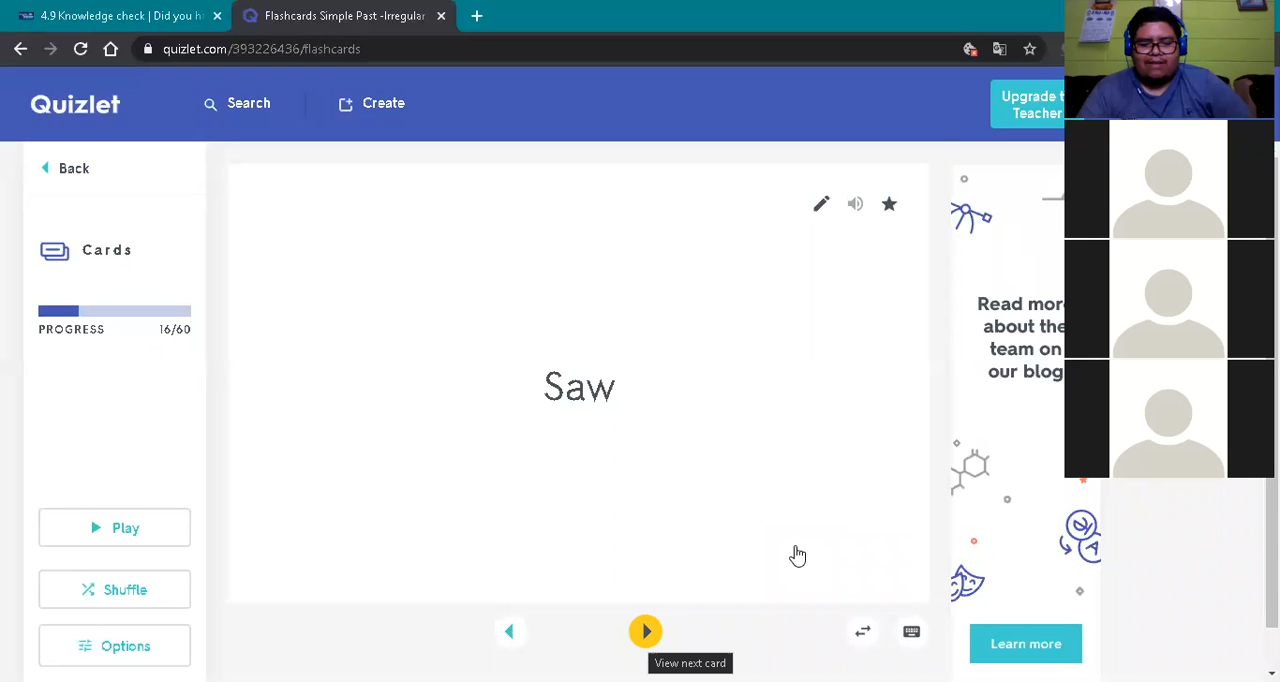 4.9 Knowledge check | Did you h
Flashcards Simple Past -Irregular
quizlet.com/393226436/flashcards
Quizlet
Search
Create
Upgrade t
Teacher
Back
Cards
PROGRESS 16/60
Saw
Read more
about the
team on
our blog
Learn more
Play
Shuffle
Options
View next card